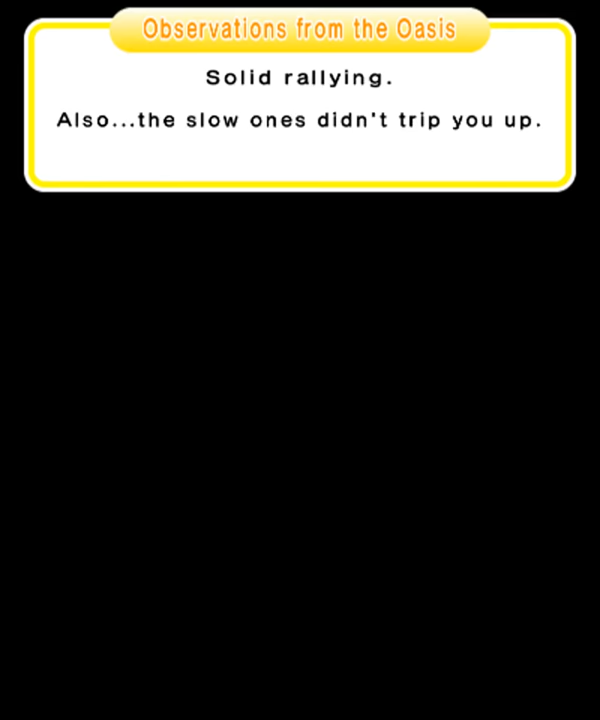 Observations from the Oasis
Solid rallying.
Also...the slow ones didn't trip you up.